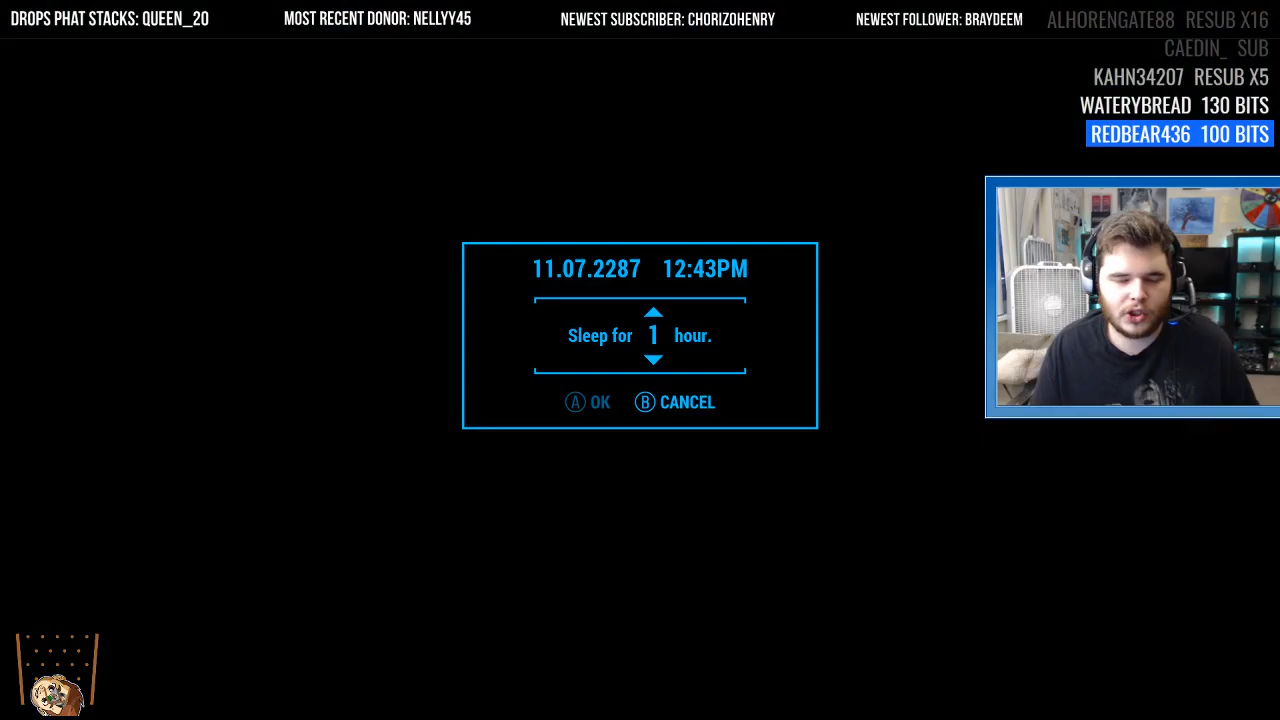 DROPS PHAT STACKS: QUEEN_20
MOST RECENT DONOR: NELLYY45
NEWEST SUBSCRIBER: CHORIZOHENRY
NEWEST FOLLOWER: BRAYDEEM
ALHORENGATE88 RESUB X16
CAEDIN_ SUB
KAHN34207 RESUB X5
WATERYBREAD 130 BITS
REDBEAR436 100 BITS
11.07.2287 12:43PM
Sleep for 1 hour.
A OK B CANCEL